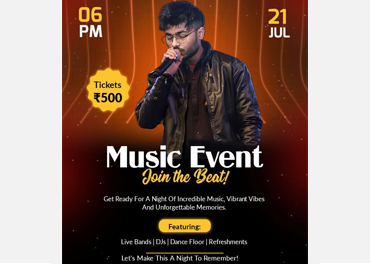 06
PM
21
JUL
Tickets
₹500
Music Event
Join the Beat!
Get Ready For A Night Of Incredible Music, Vibrant Vibes
And Unforgettable Memories.
Featuring:
Live Bands | DJs | Dance Floor | Refreshments
Let's Make This A Night To Remember!